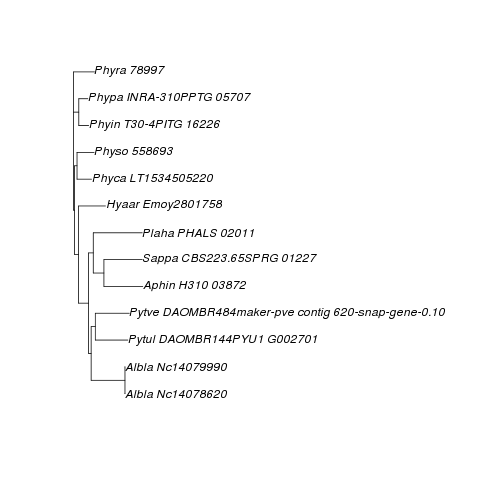 Phyra 78997
Phypa INRA-310PPTG 05707
Phyin T30-4PITG 16226
Physo 558693
Phyca LT1534505220
Hyaar Emoy2801758
Plaha PHALS 02011
Sappa CBS223.65SPRG 01227
Aphin H310 03872
Pytve DAOMBR484maker-pve contig 620-snap-gene-0.10
Pytul DAOMBR144PYU1 G002701
Albla Nc14079990
Albla Nc14078620